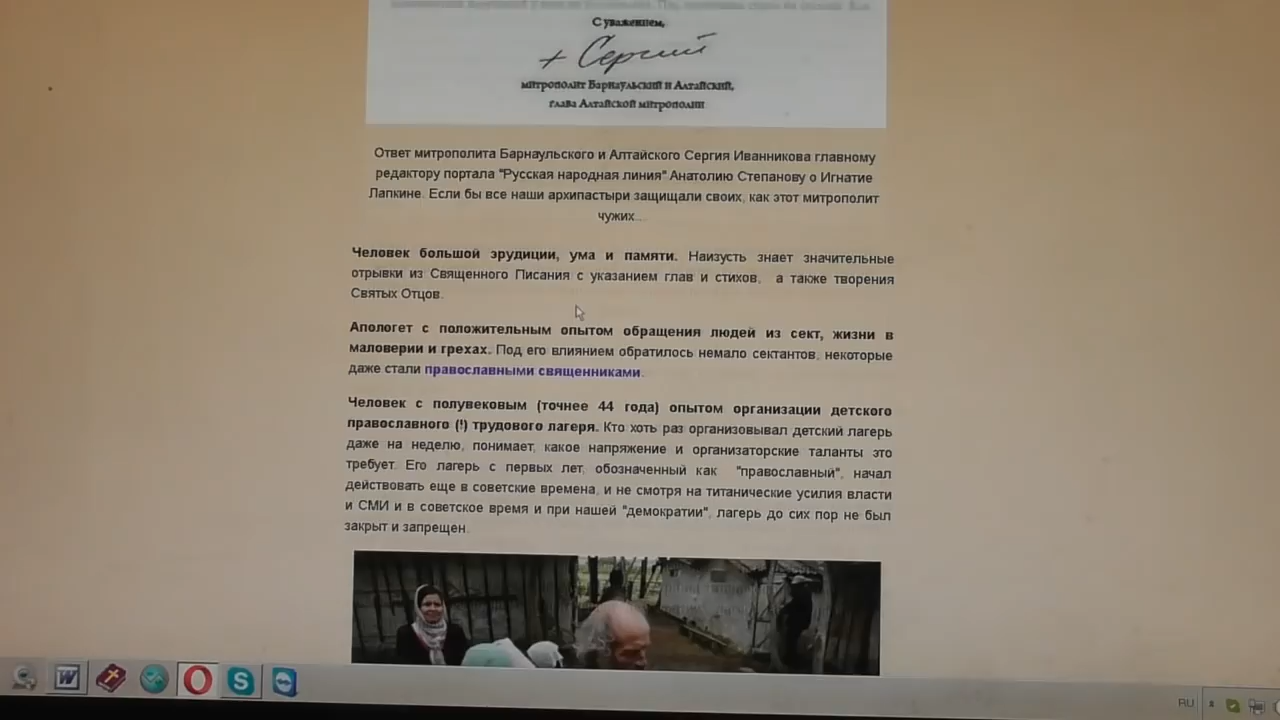 С уважением,
+ Сергий
митрополит Барнаульский и Алтайский,
глава Алтайской митрополии
Ответ митрополита Барнаульского и Алтайского Сергия Иванникова главному
редактору портала "Русская народная линия" Анатолию Степанову о Игнатие
Лапкине. Если бы все наши архипастыри защищали своих, как этот митрополит
чужих...
Человек большой эрудиции, ума и памяти. Наизусть знает значительные
отрывки из Священного Писания с указанием глав и стихов, а также творения
Святых Отцов.
Апологет с положительным опытом обращения людей из сект, жизни в
маловерии и грехах. Под его влиянием обратилось немало сектантов, некоторые
даже стали православными священниками.
Человек с полувековым (точнее 44 года) опытом организации детского
православного (!) трудового лагеря. Кто хоть раз организовывал детский лагерь
даже на неделю, понимает, какое напряжение и организаторские таланты это
требует. Его лагерь с первых лет, обозначенный как "православный", начал
действовать еще в советские времена, и не смотря на титанические усилия власти
и СМИ и в советское время и при нашей "демократии", лагерь до сих пор не был
закрыт и запрещен.
RU